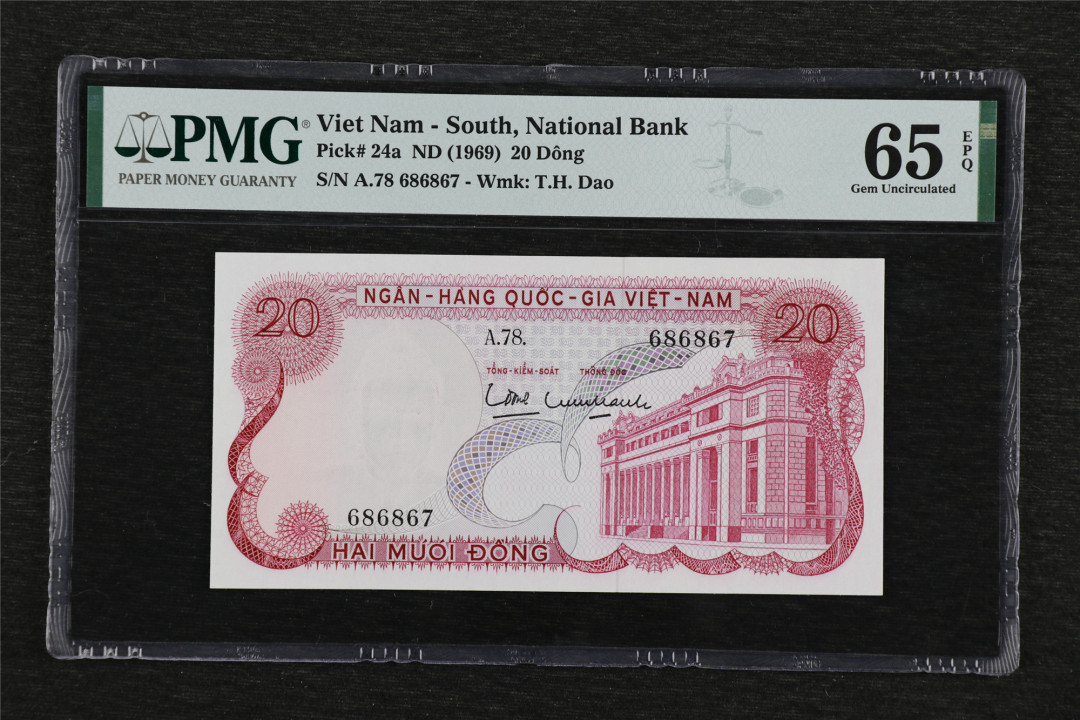 PMG®
PAPER MONEY GUARANTY
Viet Nam - South, National Bank
Pick# 24a ND (1969) 20 Dông
S/N A.78 686867 - Wmk: T.H. Dao
65 EPQ
Gem Uncirculated
20
NGÂN-HÀNG QUỐC-GIA VIỆT-NAM
20
A.78.
686867
TỔNG-KIỂM-SOÁT THỐNG ĐỐC
686867
HAI MƯƠI ĐỒNG